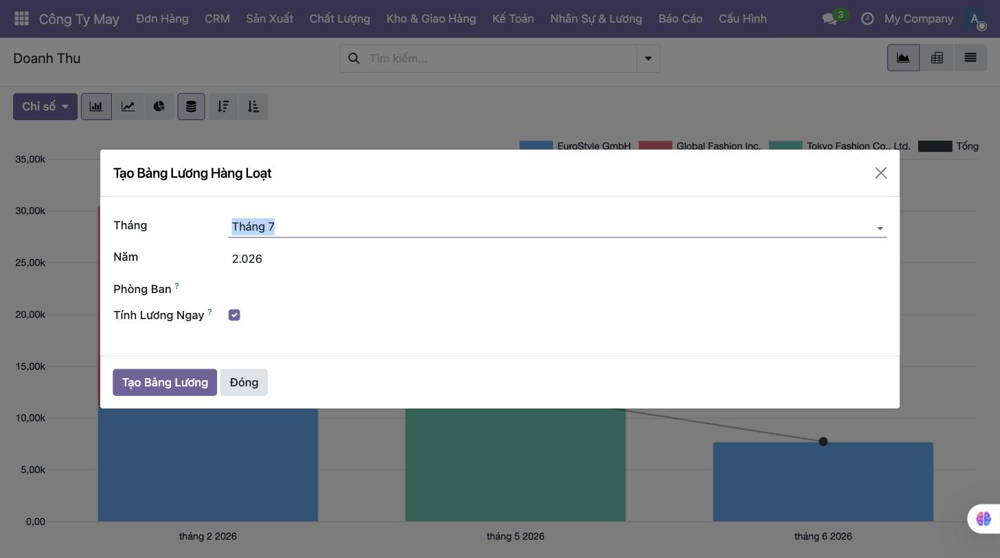 Công Ty May Đơn Hàng CRM Sản Xuất Chất Lượng Kho & Giao Hàng Kế Toán Nhân Sự & Lương Báo Cáo Cấu Hình 3 My Company A
Doanh Thu Tìm kiếm...
Chỉ số
EuroStyle GmbH Global Fashion Inc. Tokyo Fashion Co., Ltd. Tổng
35,00k
Tạo Bảng Lương Hàng Loạt
30,00k
Tháng Tháng 7
Năm 2.026
25,00k
Phòng Ban ?
Tính Lương Ngay ?
20,00k
15,00k
Tạo Bảng Lương Đóng
10,00k
5,00k
0,00
tháng 2 2026 tháng 5 2026 tháng 6 2026